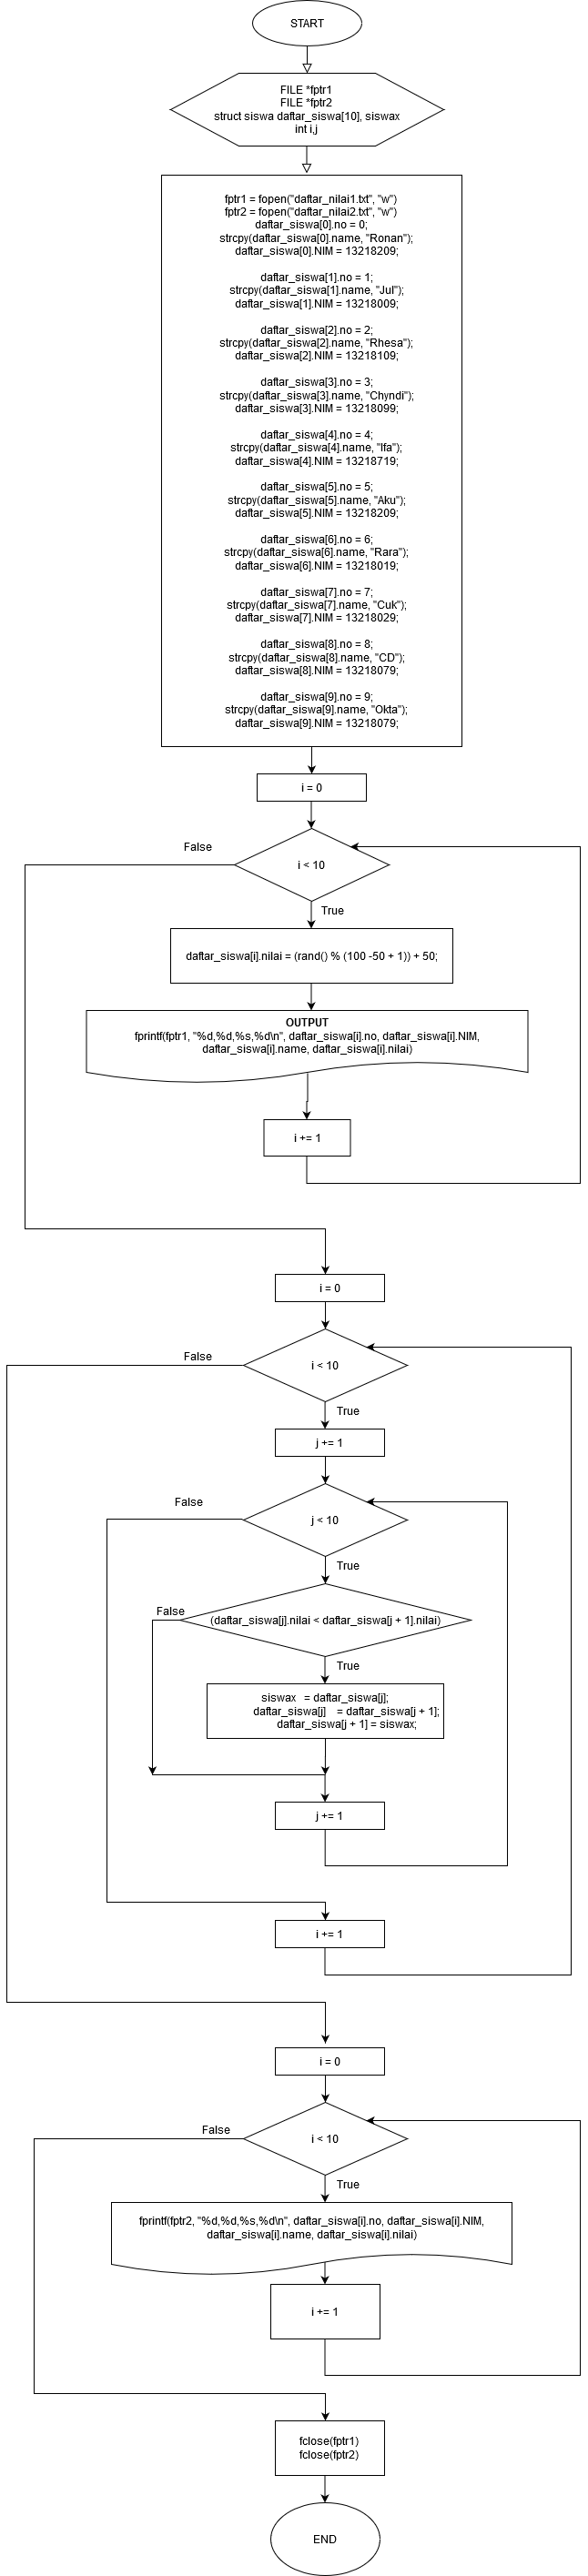 START
FILE *fptr1
FILE *fptr2
struct siswa daftar_siswa[10], siswax
int i,j
fptr1 = fopen("daftar_nilai1.txt", "w")
fptr2 = fopen("daftar_nilai2.txt", "w")
daftar_siswa[0].no = 0;
strcpy(daftar_siswa[0].name, "Ronan");
daftar_siswa[0].NIM = 13218209;
daftar_siswa[1].no = 1;
strcpy(daftar_siswa[1].name, "Jul");
daftar_siswa[1].NIM = 13218009;
daftar_siswa[2].no = 2;
strcpy(daftar_siswa[2].name, "Rhesa");
daftar_siswa[2].NIM = 13218109;
daftar_siswa[3].no = 3;
strcpy(daftar_siswa[3].name, "Chyndi");
daftar_siswa[3].NIM = 13218099;
daftar_siswa[4].no = 4;
strcpy(daftar_siswa[4].name, "Ifa");
daftar_siswa[4].NIM = 13218719;
daftar_siswa[5].no = 5;
strcpy(daftar_siswa[5].name, "Aku");
daftar_siswa[5].NIM = 13218209;
daftar_siswa[6].no = 6;
strcpy(daftar_siswa[6].name, "Rara");
daftar_siswa[6].NIM = 13218019;
daftar_siswa[7].no = 7;
strcpy(daftar_siswa[7].name, "Cuk");
daftar_siswa[7].NIM = 13218029;
daftar_siswa[8].no = 8;
strcpy(daftar_siswa[8].name, "CD");
daftar_siswa[8].NIM = 13218079;
daftar_siswa[9].no = 9;
strcpy(daftar_siswa[9].name, "Okta");
daftar_siswa[9].NIM = 13218079;
i = 0
False
i < 10
True
daftar_siswa[i].nilai = (rand() % (100 -50 + 1)) + 50;
OUTPUT
fprintf(fptr1, "%d,%d,%s,%d\n", daftar_siswa[i].no, daftar_siswa[i].NIM,
daftar_siswa[i].name, daftar_siswa[i].nilai)
i += 1
i = 0
False
i < 10
True
j += 1
False
j < 10
True
False
(daftar_siswa[j].nilai < daftar_siswa[j + 1].nilai)
True
siswax = daftar_siswa[j];
daftar_siswa[j] = daftar_siswa[j + 1];
daftar_siswa[j + 1] = siswax;
j += 1
i += 1
i = 0
False
i < 10
True
fprintf(fptr2, "%d,%d,%s,%d\n", daftar_siswa[i].no, daftar_siswa[i].NIM,
daftar_siswa[i].name, daftar_siswa[i].nilai)
i += 1
fclose(fptr1)
fclose(fptr2)
END